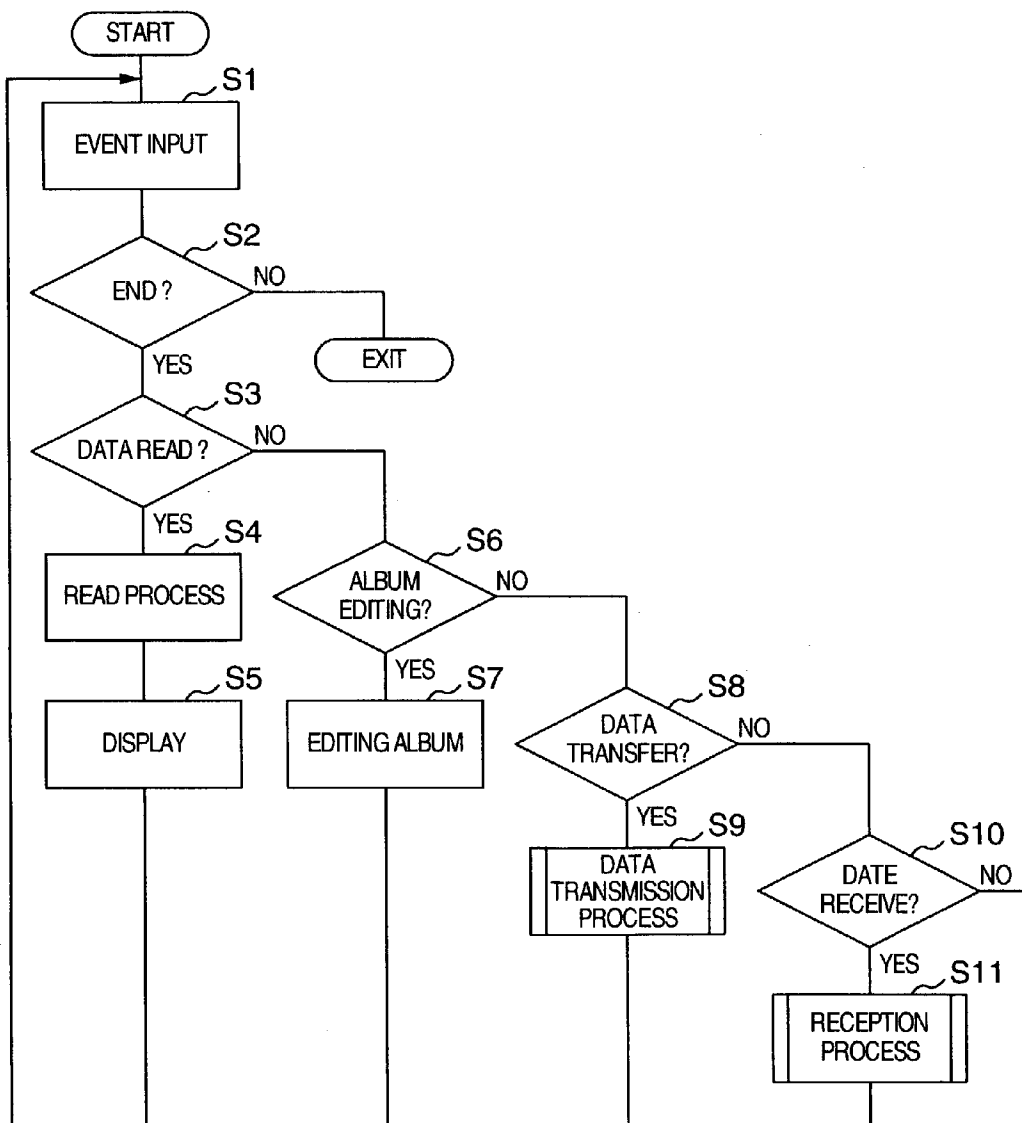 START
S1
EVENT INPUT
S2
END ?
NO
EXIT
YES
S3
DATA READ ?
NO
YES
S4
READ PROCESS
S6
ALBUM
EDITING?
NO
YES
S5
DISPLAY
S7
EDITING ALBUM
S8
DATA
TRANSFER?
NO
YES
S9
DATA
TRANSMISSION
PROCESS
S10
DATE
RECEIVE?
NO
YES
S11
RECEPTION
PROCESS